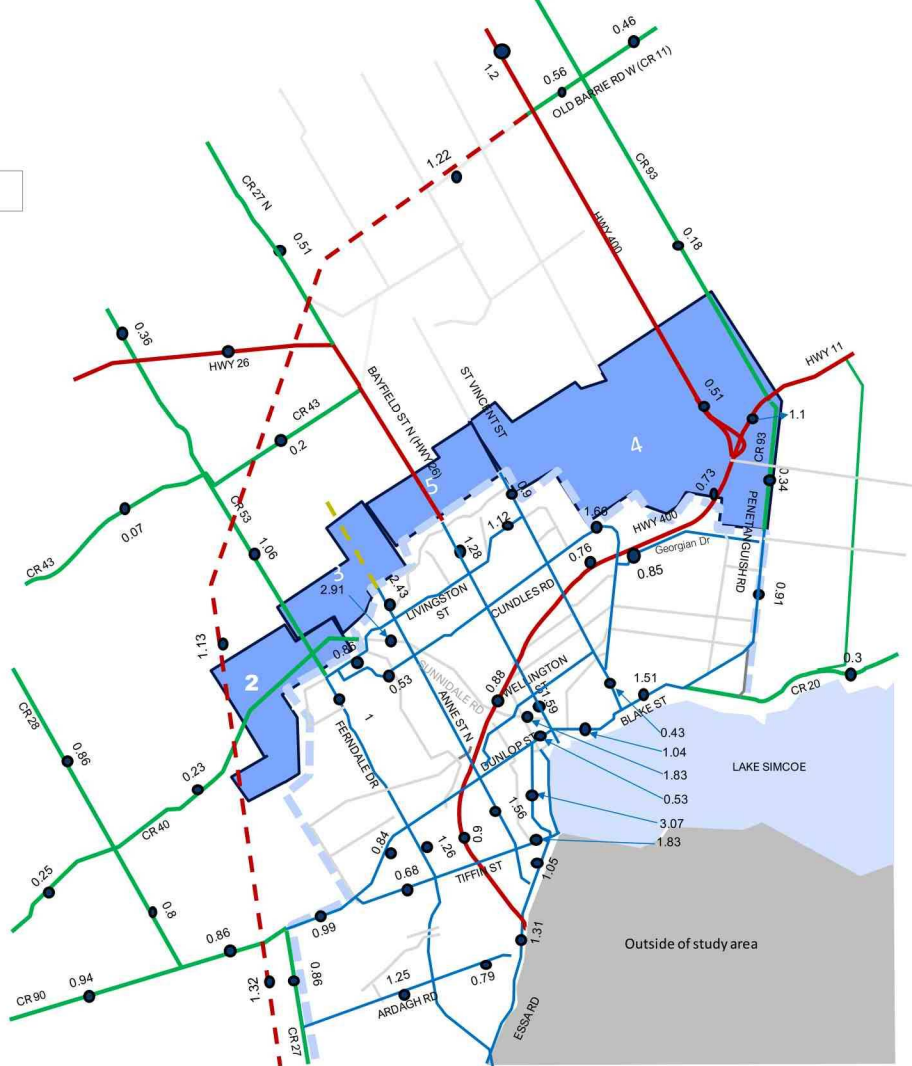 0.46
1.2
0.56
OLD BARRIE RD W (CR 11)
1.22
CR 93
CR 27 N
0.51
HWY 400
0.18
0.36
HWY 26
HWY 11
BAYFIELD ST N (HWY 26)
ST VINCENT ST
0.51
1.1
CR 43
0.2
4
CR 93
5
0.9
0.73
0.34
CR 53
0.07
1.12
1.69
HWY 400
PENETANGUISH RD
CR 43
1.06
1.28
0.76
Georgian Dr
0.85
3
2.91
2.43
LIVINGSTON
ST
CUNDLES RD
0.91
1.13
0.86
0.53
SUNNIDALE RD
WELLINGTON
ST
0.3
CR 20
2
0.88
1.59
1.51
CR 28
1
ANNE ST N
BLAKE ST
0.43
FERNDALE DR
DUNLOP ST
1.04
0.86
1.83
LAKE SIMCOE
0.23
0.53
1.56
3.07
CR 40
0.84
1.26
0.9
1.83
0.25
0.68
TIFFIN ST
1.05
0.8
0.99
1.31
0.86
Outside of study area
0.94
1.32
0.86
1.25
0.79
CR 90
ARDAGH RD
CR 27
ESSA RD